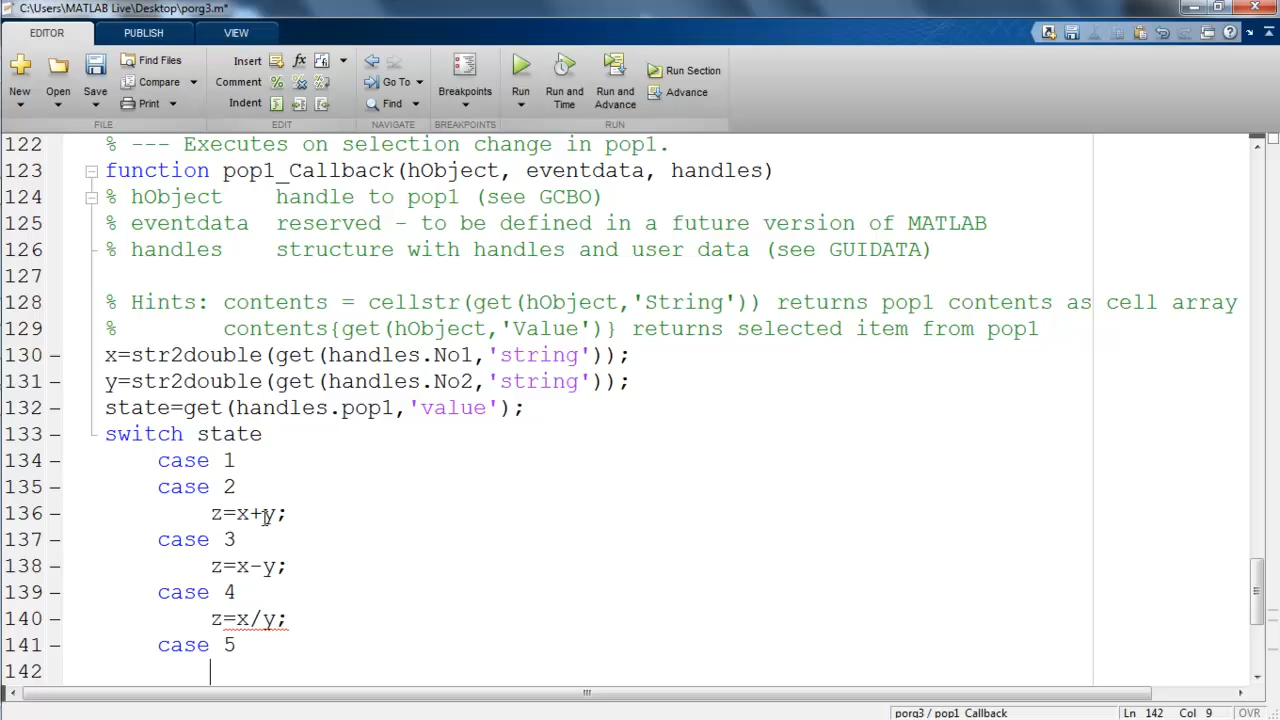 C:\Users\MATLAB Live\Desktop\porg3.m*
EDITOR PUBLISH VIEW
New Open Save Find Files Compare Print
Insert Comment Indent fx
Go To Find
Breakpoints
Run Run and Time Run and Advance Run Section Advance
FILE EDIT NAVIGATE BREAKPOINTS RUN
122 % --- Executes on selection change in pop1.
123 function pop1_Callback(hObject, eventdata, handles)
124 % hObject    handle to pop1 (see GCBO)
125 % eventdata  reserved - to be defined in a future version of MATLAB
126 % handles    structure with handles and user data (see GUIDATA)
127
128 % Hints: contents = cellstr(get(hObject,'String')) returns pop1 contents as cell array
129 %        contents{get(hObject,'Value')} returns selected item from pop1
130 – x=str2double(get(handles.No1,'string'));
131 – y=str2double(get(handles.No2,'string'));
132 – state=get(handles.pop1,'value');
133 – switch state
134 –     case 1
135 –     case 2
136 –         z=x+y;
137 –     case 3
138 –         z=x-y;
139 –     case 4
140 –         z=x/y;
141 –     case 5
142
porg3 / pop1_Callback Ln 142 Col 9 OVR